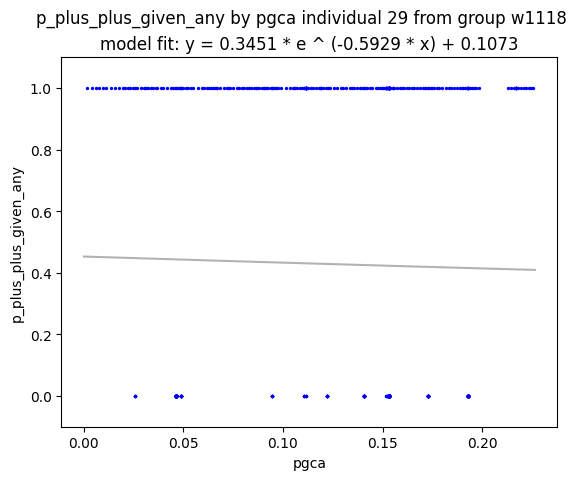 p_plus_plus_given_any by pgca individual 29 from group w1118
model fit: y = 0.3451 * e ^ (-0.5929 * x) + 0.1073
1.0
0.8
0.6
0.4
0.2
0.0
p_plus_plus_given_any
0.00 0.05 0.10 0.15 0.20
pgca